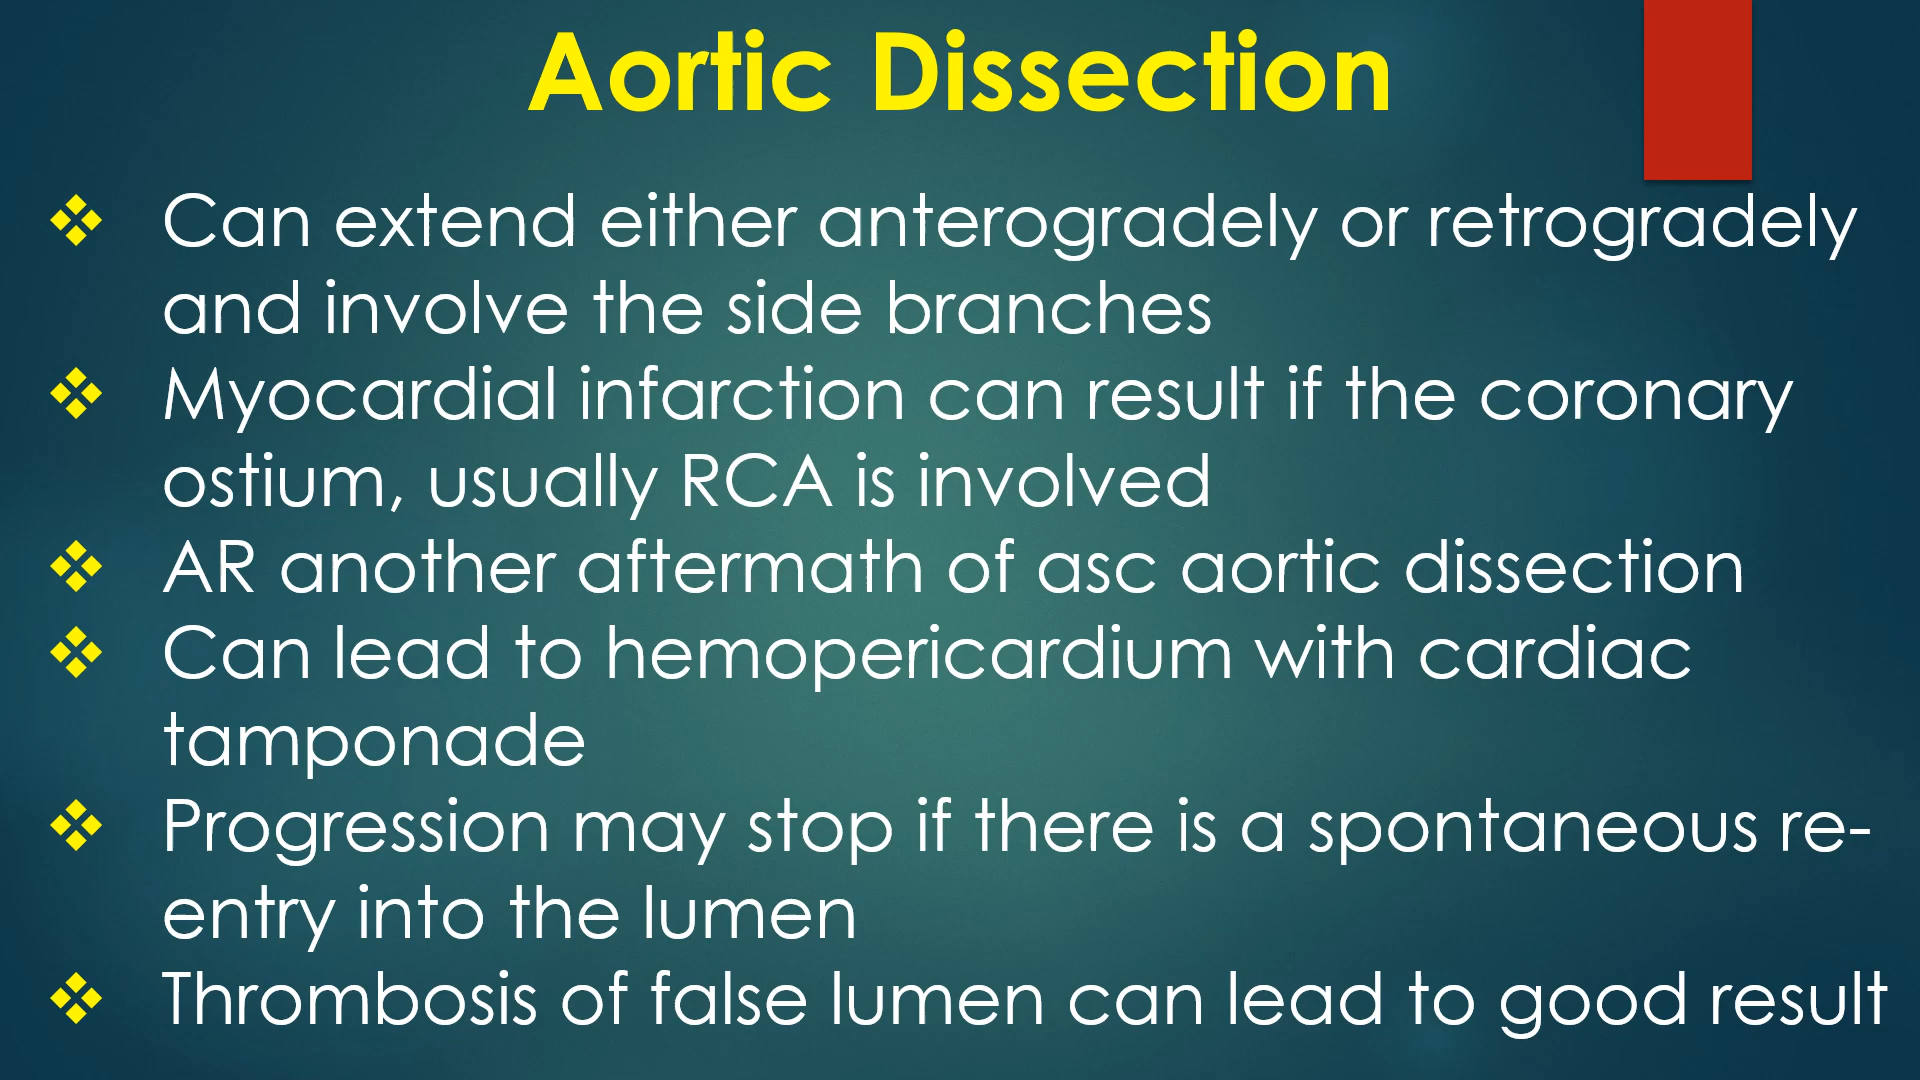 Aortic Dissection
❖ Can extend either anterogradely or retrogradely
and involve the side branches
❖ Myocardial infarction can result if the coronary
ostium, usually RCA is involved
❖ AR another aftermath of asc aortic dissection
❖ Can lead to hemopericardium with cardiac
tamponade
❖ Progression may stop if there is a spontaneous re-
entry into the lumen
❖ Thrombosis of false lumen can lead to good result